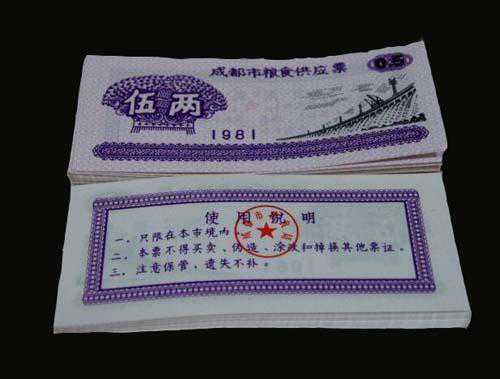 成都市粮食供应票
0.5
伍两
1981
使用说明
一、只限在本市境内
二、本票不得买卖、伪造、涂改和掉换其他票证。
三、注意保管、遗失不补。